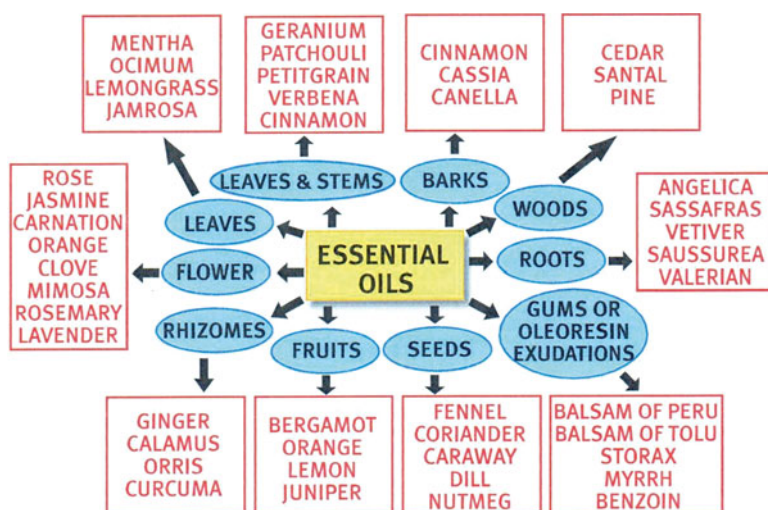 MENTHA
OCIMUM
LEMONGRASS
JAMROSA
GERANIUM
PATCHOULI
PETITGRAIN
VERBENA
CINNAMON
CINNAMON
CASSIA
CANELLA
CEDAR
SANTAL
PINE
LEAVES & STEMS
BARKS
WOODS
LEAVES
ROSE
JASMINE
CARNATION
ORANGE
CLOVE
MIMOSA
ROSEMARY
LAVENDER
FLOWER
ESSENTIAL
OILS
ROOTS
ANGELICA
SASSAFRAS
VETIVER
SAUSSUREA
VALERIAN
RHIZOMES
FRUITS
SEEDS
GUMS OR
OLEORESIN
EXUDATIONS
GINGER
CALAMUS
ORRIS
CURCUMA
BERGAMOT
ORANGE
LEMON
JUNIPER
FENNEL
CORIANDER
CARAWAY
DILL
NUTMEG
BALSAM OF PERU
BALSAM OF TOLU
STORAX
MYRRH
BENZOIN